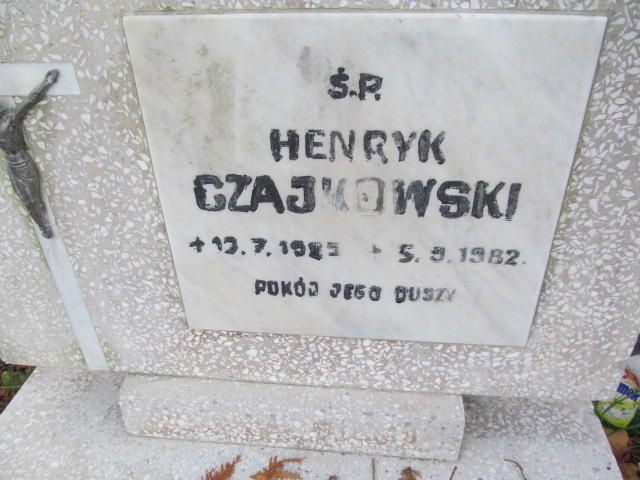 Ś.P.
HENRYK
CZAJKOWSKI
5.9.1982.
POKÓJ JEGO DUSZY